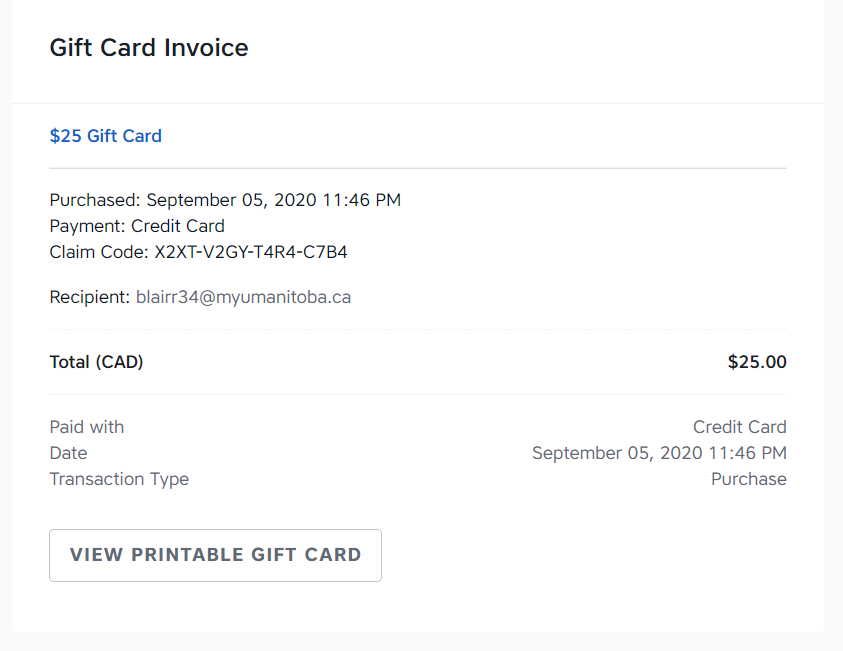 Gift Card Invoice
$25 Gift Card
Purchased: September 05, 2020 11:46 PM
Payment: Credit Card
Claim Code: X2XT-V2GY-T4R4-C7B4
Recipient: blairr34@myumanitoba.ca
Total (CAD) $25.00
Paid with Credit Card
Date September 05, 2020 11:46 PM
Transaction Type Purchase
VIEW PRINTABLE GIFT CARD